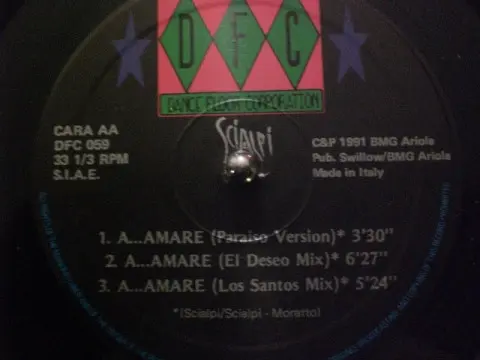 DFC
DANCE FLOOR CORPORATION
CARA AA
DFC 059
33 1/3 RPM
S.I.A.E.
Scialpi
C&P 1991 BMG Ariola
Pub. Swillow/BMG Ariola
Made in Italy
1. A...AMARE (Paraiso Version)* 3'30"
2. A...AMARE (El Deseo Mix)* 6'27"
3. A...AMARE (Los Santos Mix)* 5'24"
*(Scialpi/Scialpi - Moratto)